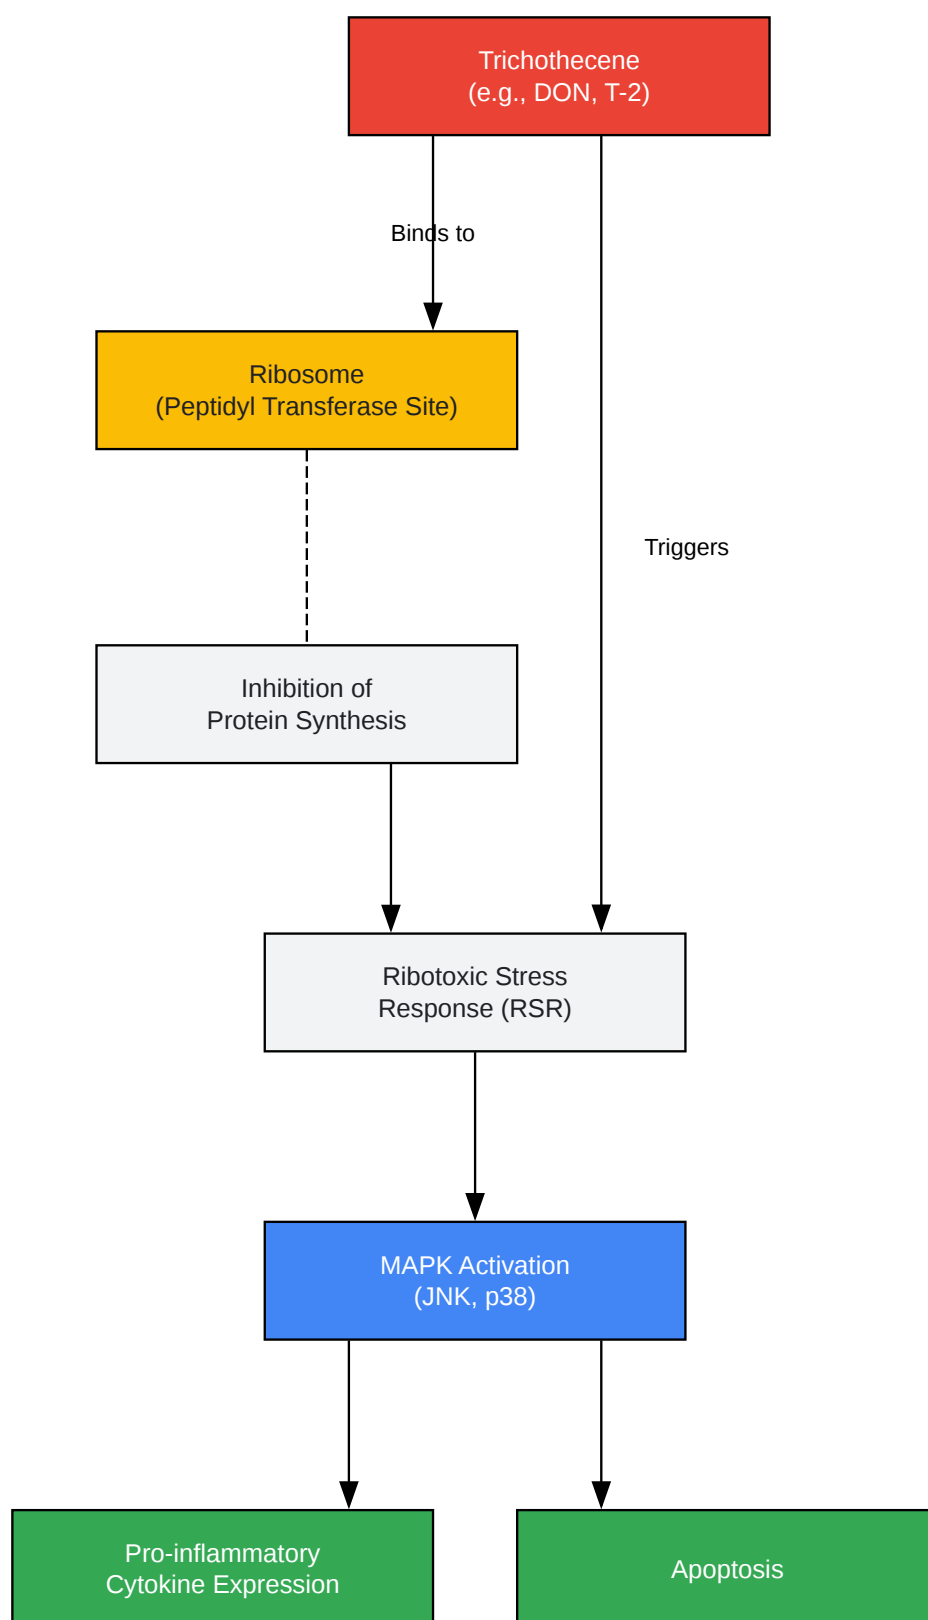 Trichothecene
(e.g., DON, T-2)
Binds to
Ribosome
(Peptidyl Transferase Site)
Triggers
Inhibition of
Protein Synthesis
Ribotoxic Stress
Response (RSR)
MAPK Activation
(JNK, p38)
Pro-inflammatory
Cytokine Expression
Apoptosis